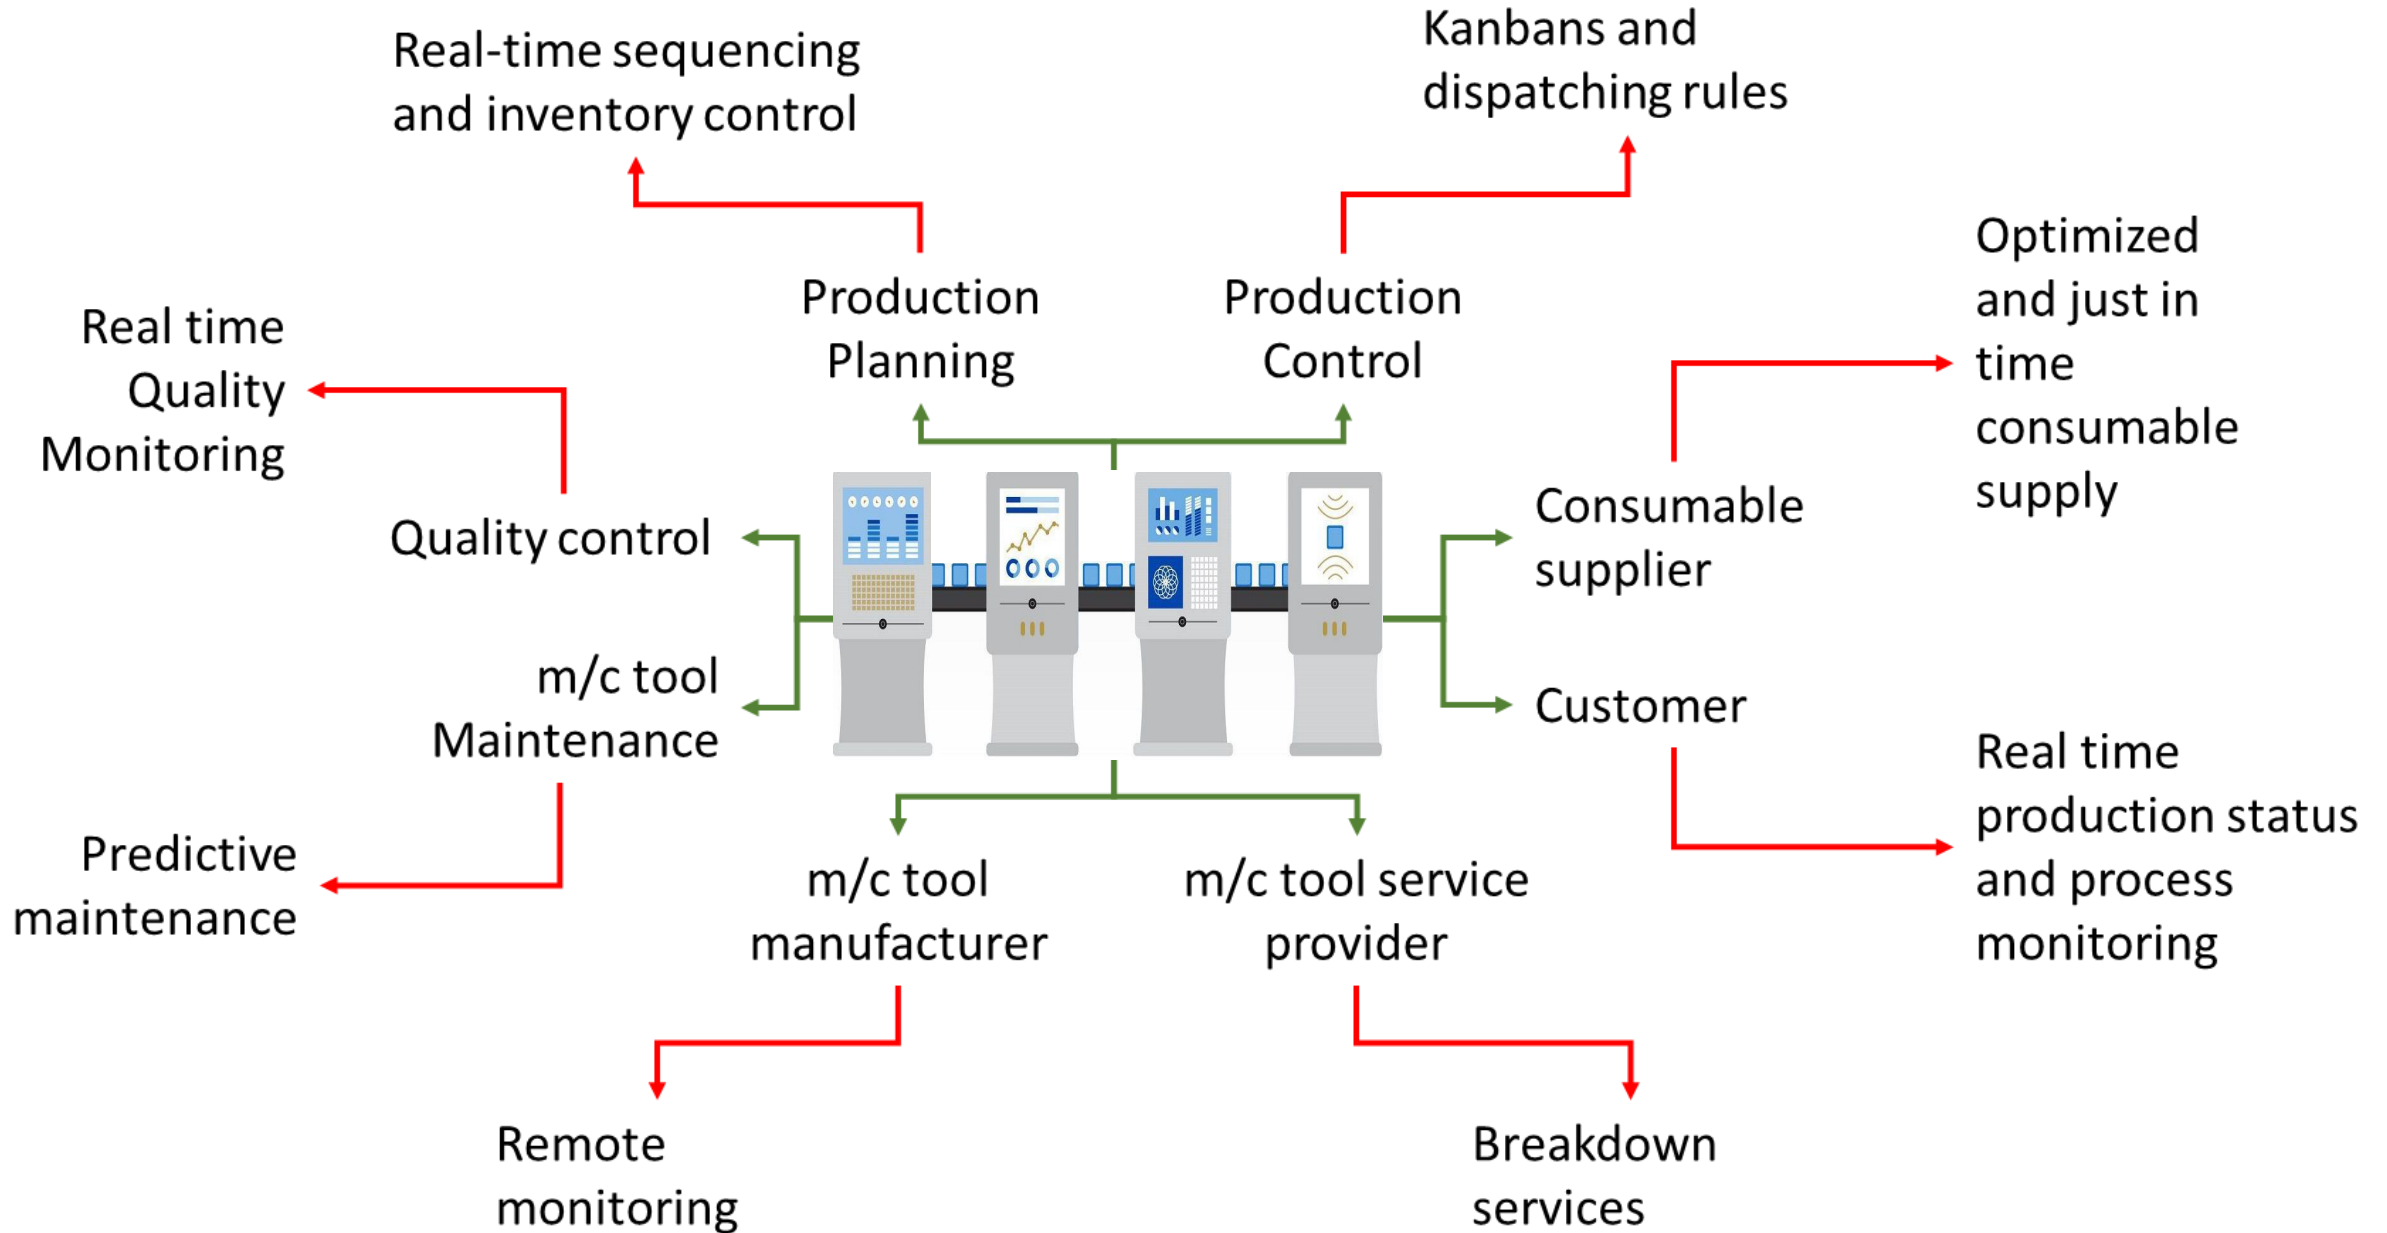 Real-time sequencing
and inventory control
Kanbans and
dispatching rules
Production
Planning
Production
Control
Optimized
and just in
time
consumable
supply
Real time
Quality
Monitoring
Quality control
Consumable
supplier
m/c tool
Maintenance
Customer
Predictive
maintenance
Real time
production status
and process
monitoring
m/c tool
manufacturer
m/c tool service
provider
Remote
monitoring
Breakdown
services